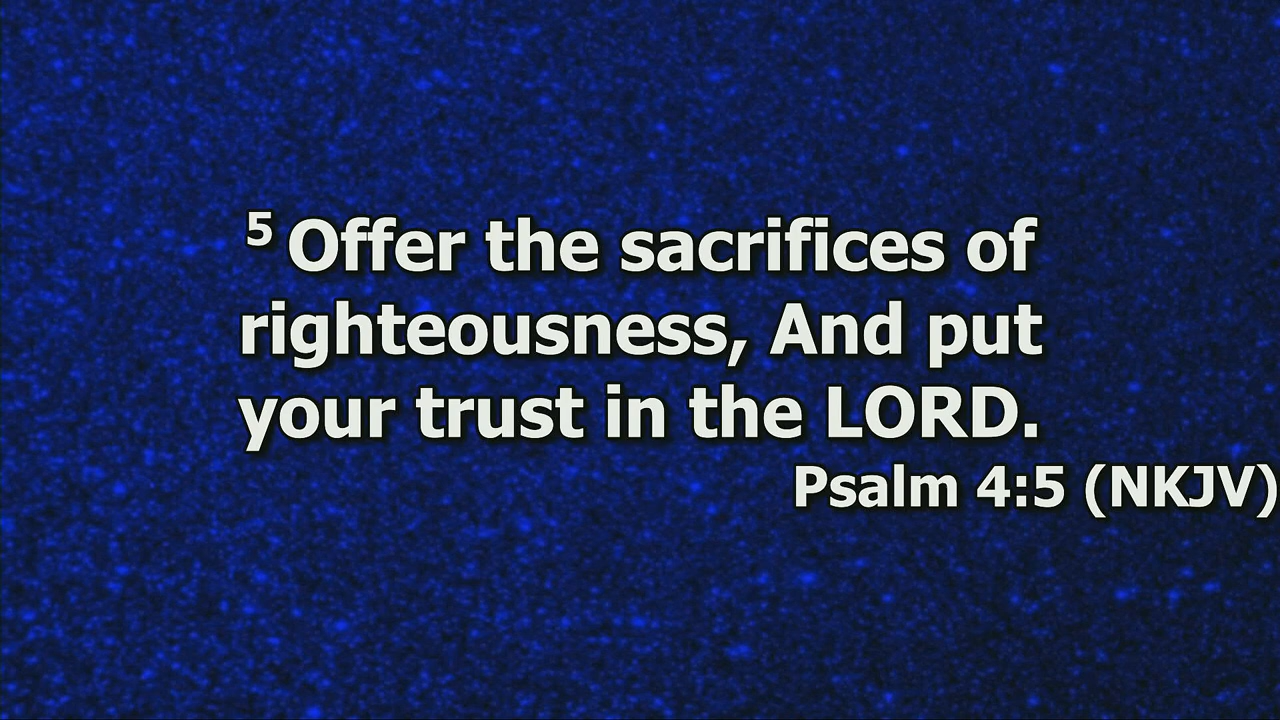 5 Offer the sacrifices of
righteousness, And put
your trust in the LORD.
Psalm 4:5 (NKJV)